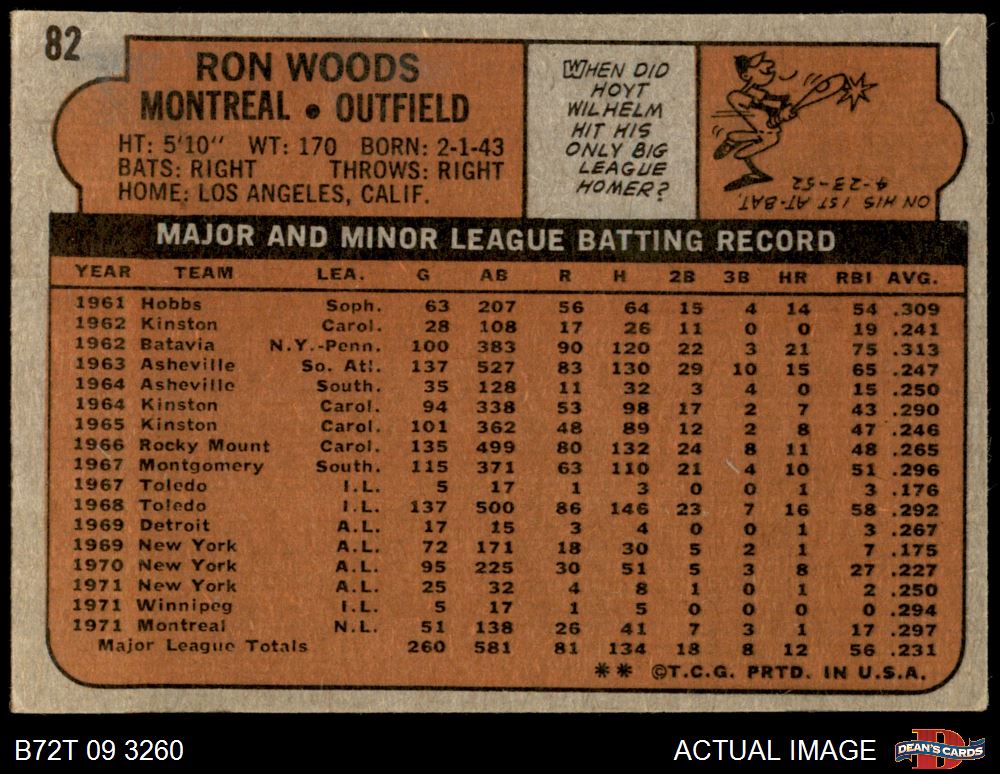 82
RON WOODS
MONTREAL • OUTFIELD
HT: 5'10" WT: 170 BORN: 2-1-43
BATS: RIGHT THROWS: RIGHT
HOME: LOS ANGELES, CALIF.
WHEN DID
HOYT
WILHELM
HIT HIS
ONLY BIG
LEAGUE
HOMER?
ON HIS 1ST AT-BAT,
4-23-52
MAJOR AND MINOR LEAGUE BATTING RECORD
YEAR TEAM LEA. G AB R H 2B 3B HR RBI AVG.
1961 Hobbs Soph. 63 207 56 64 15 4 14 54 .309
1962 Kinston Carol. 28 108 17 26 11 0 0 19 .241
1962 Batavia N.Y.-Penn. 100 383 90 120 22 3 21 75 .313
1963 Asheville So. Atl. 137 527 83 130 29 10 15 65 .247
1964 Asheville South. 35 128 11 32 3 4 0 15 .250
1964 Kinston Carol. 94 338 53 98 17 2 7 43 .290
1965 Kinston Carol. 101 362 48 89 12 2 8 47 .246
1966 Rocky Mount Carol. 135 499 80 132 24 8 11 48 .265
1967 Montgomery South. 115 371 63 110 21 4 10 51 .296
1967 Toledo I.L. 5 17 1 3 0 0 1 3 .176
1968 Toledo I.L. 137 500 86 146 23 7 16 58 .292
1969 Detroit A.L. 17 15 3 4 0 0 1 3 .267
1969 New York A.L. 72 171 18 30 5 2 1 7 .175
1970 New York A.L. 95 225 30 51 5 3 8 27 .227
1971 New York A.L. 25 32 4 8 1 0 1 2 .250
1971 Winnipeg I.L. 5 17 1 5 0 0 0 0 .294
1971 Montreal N.L. 51 138 26 41 7 3 1 17 .297
Major League Totals 260 581 81 134 18 8 12 56 .231
** ©T.C.G. PRTD. IN U.S.A.
B72T 09 3260
ACTUAL IMAGE
D
DEAN'S CARDS